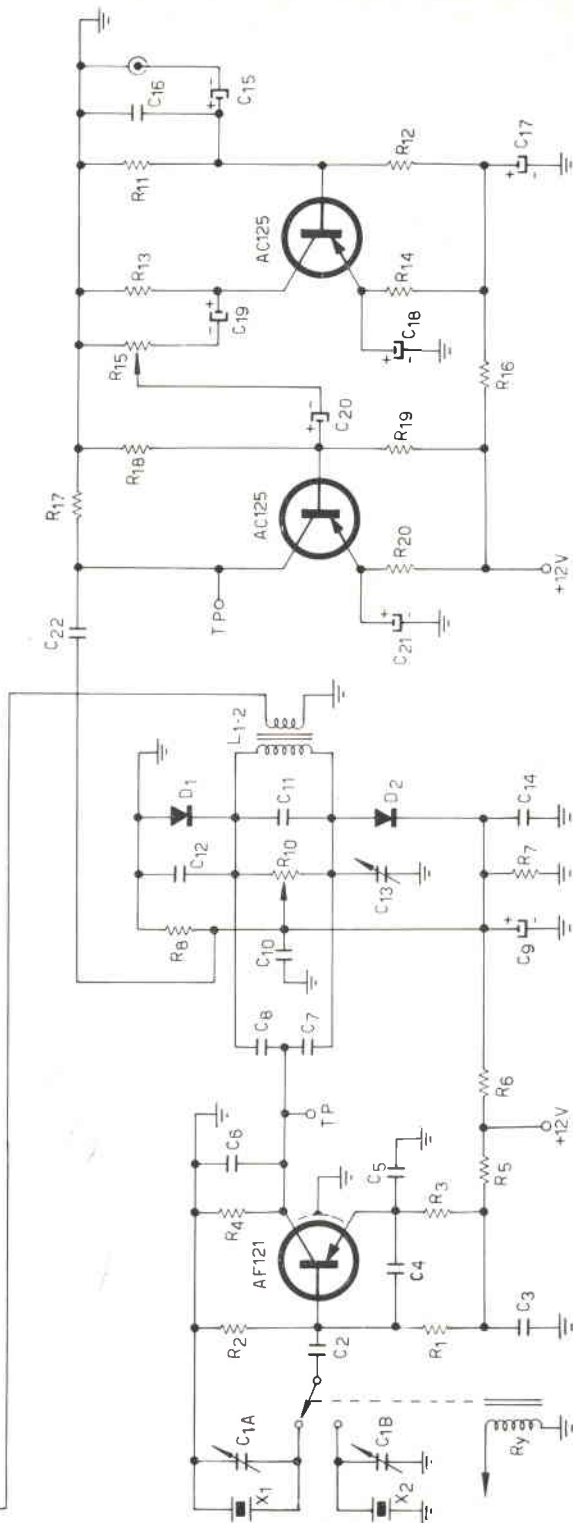 C16
C15
C17
R11
R12
AC125
R13
R14
C19
C18
R15
R16
C20
R18
R19
R17
AC125
R20
TP
+12V
C22
C21
L1-2
D1
C11
D2
C14
C12
R10
C13
R7
R8
C10
C9
C8
C7
R6
TP
+12V
C6
C5
R5
R4
AF121
R3
C4
R2
C2
R1
C3
C1A
C1B
X1
X2
Ry